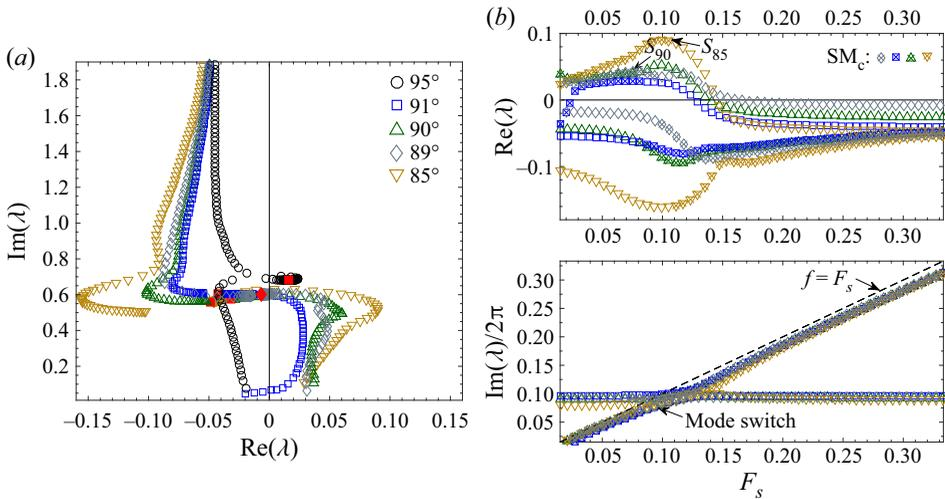 (a)
1.8
1.6
1.4
1.2
1.0
0.8
0.6
0.4
0.2
Im(λ)
−0.15 −0.10 −0.05 0 0.05 0.10 0.15
Re(λ)
95°
91°
90°
89°
85°
(b)
0.05 0.10 0.15 0.20 0.25 0.30
0.1
0
−0.1
Re(λ)
S90
S85
SMc:
0.05 0.10 0.15 0.20 0.25 0.30
0.30
0.25
0.20
0.15
0.10
0.05
Im(λ)/2π
f = Fs
Mode switch
0.05 0.10 0.15 0.20 0.25 0.30
Fs